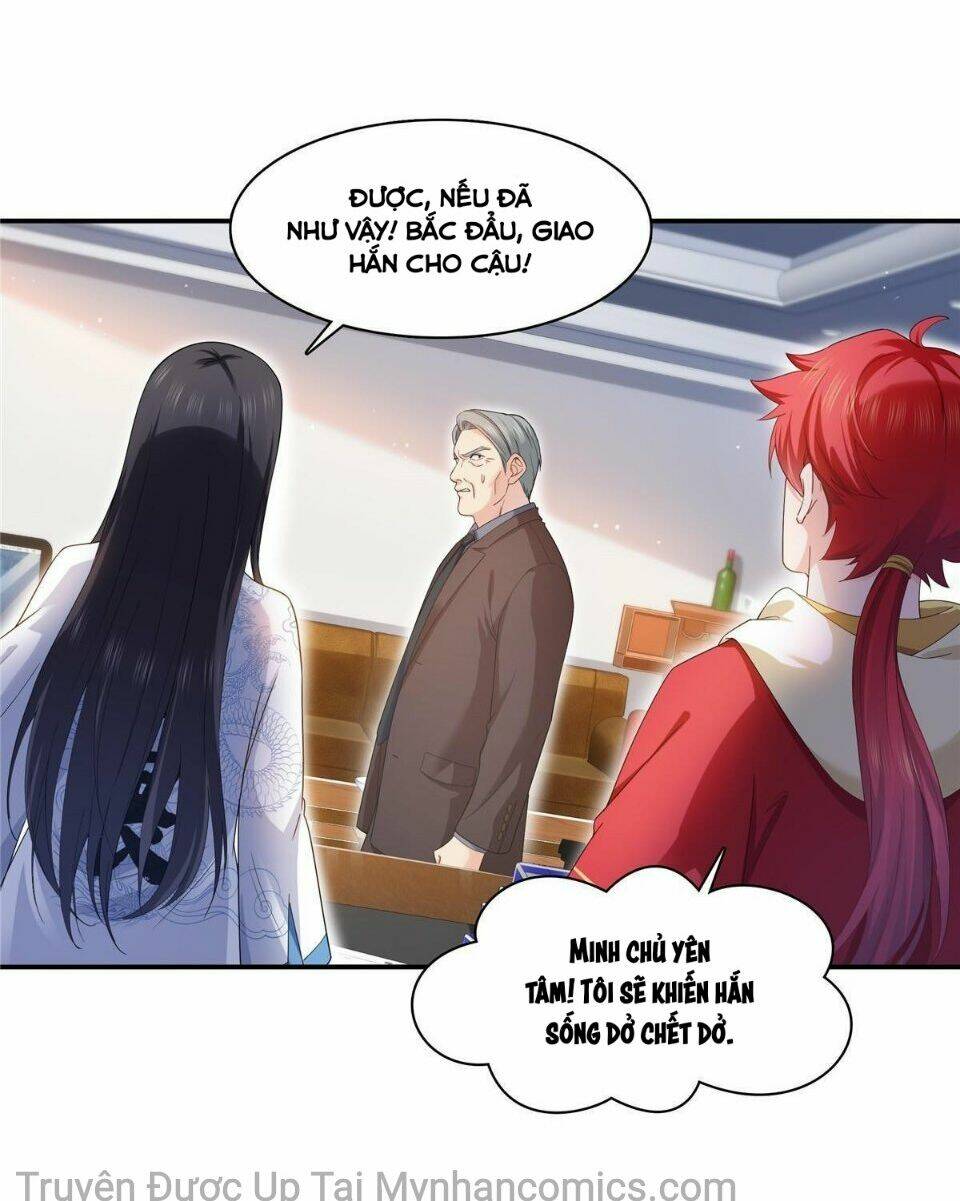 ĐƯỢC, NẾU ĐÃ
NHƯ VẬY! BẮC ĐẨU, GIAO
HẮN CHO CẬU!
MINH CHỦ YÊN
TÂM! TÔI SẼ KHIẾN HẮN
SỐNG DỞ CHẾT DỞ.
Truyện Được Up Tại Mynhancomics.com